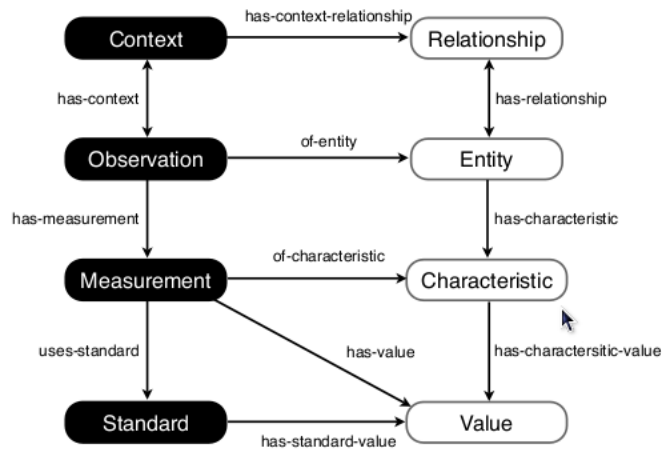 has-context-relationship
Context
Relationship
has-context
has-relationship
of-entity
Observation
Entity
has-measurement
has-characteristic
of-characteristic
Measurement
Characteristic
uses-standard
has-value
has-charactersitic-value
Standard
Value
has-standard-value